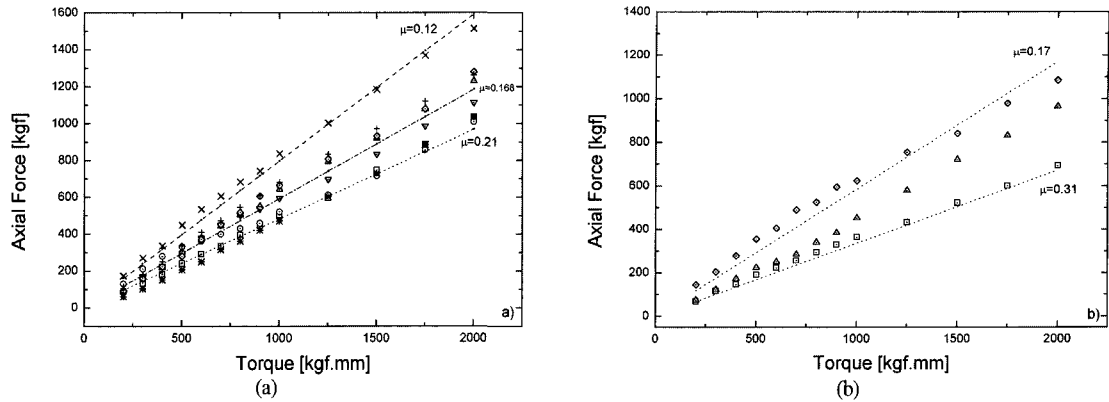 1600
1400
1200
1000
800
600
400
200
0
Axial Force [kgf]
μ=0.12
μ=0.168
μ=0.21
a)
0 500 1000 1500 2000
Torque [kgf.mm]
(a)
1400
1200
1000
800
600
400
200
0
Axial Force [kgf]
μ=0.17
μ=0.31
b)
0 500 1000 1500 2000
Torque [kgf.mm]
(b)